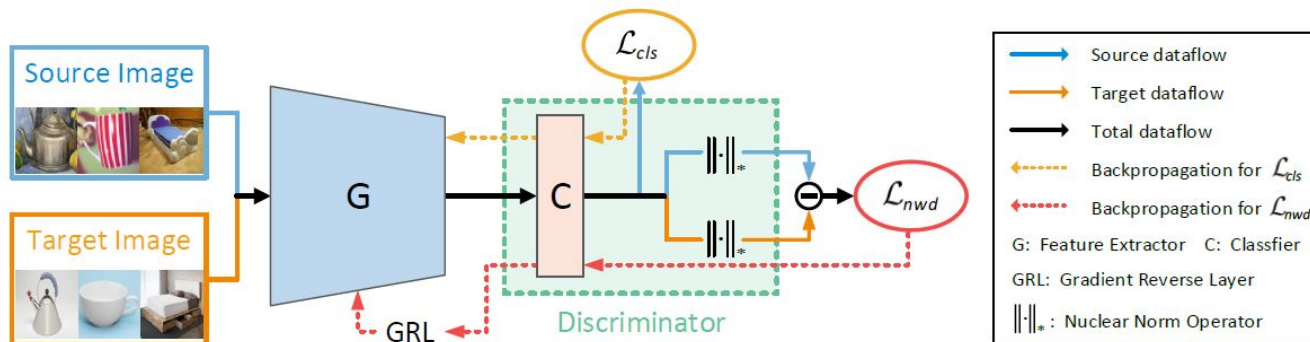 Source Image
Target Image
G
C
GRL
Discriminator
ℒcls
‖·‖*
‖·‖*
ℒnwd
Source dataflow
Target dataflow
Total dataflow
Backpropagation for ℒcls
Backpropagation for ℒnwd
G: Feature Extractor C: Classfier
GRL: Gradient Reverse Layer
‖·‖* : Nuclear Norm Operator